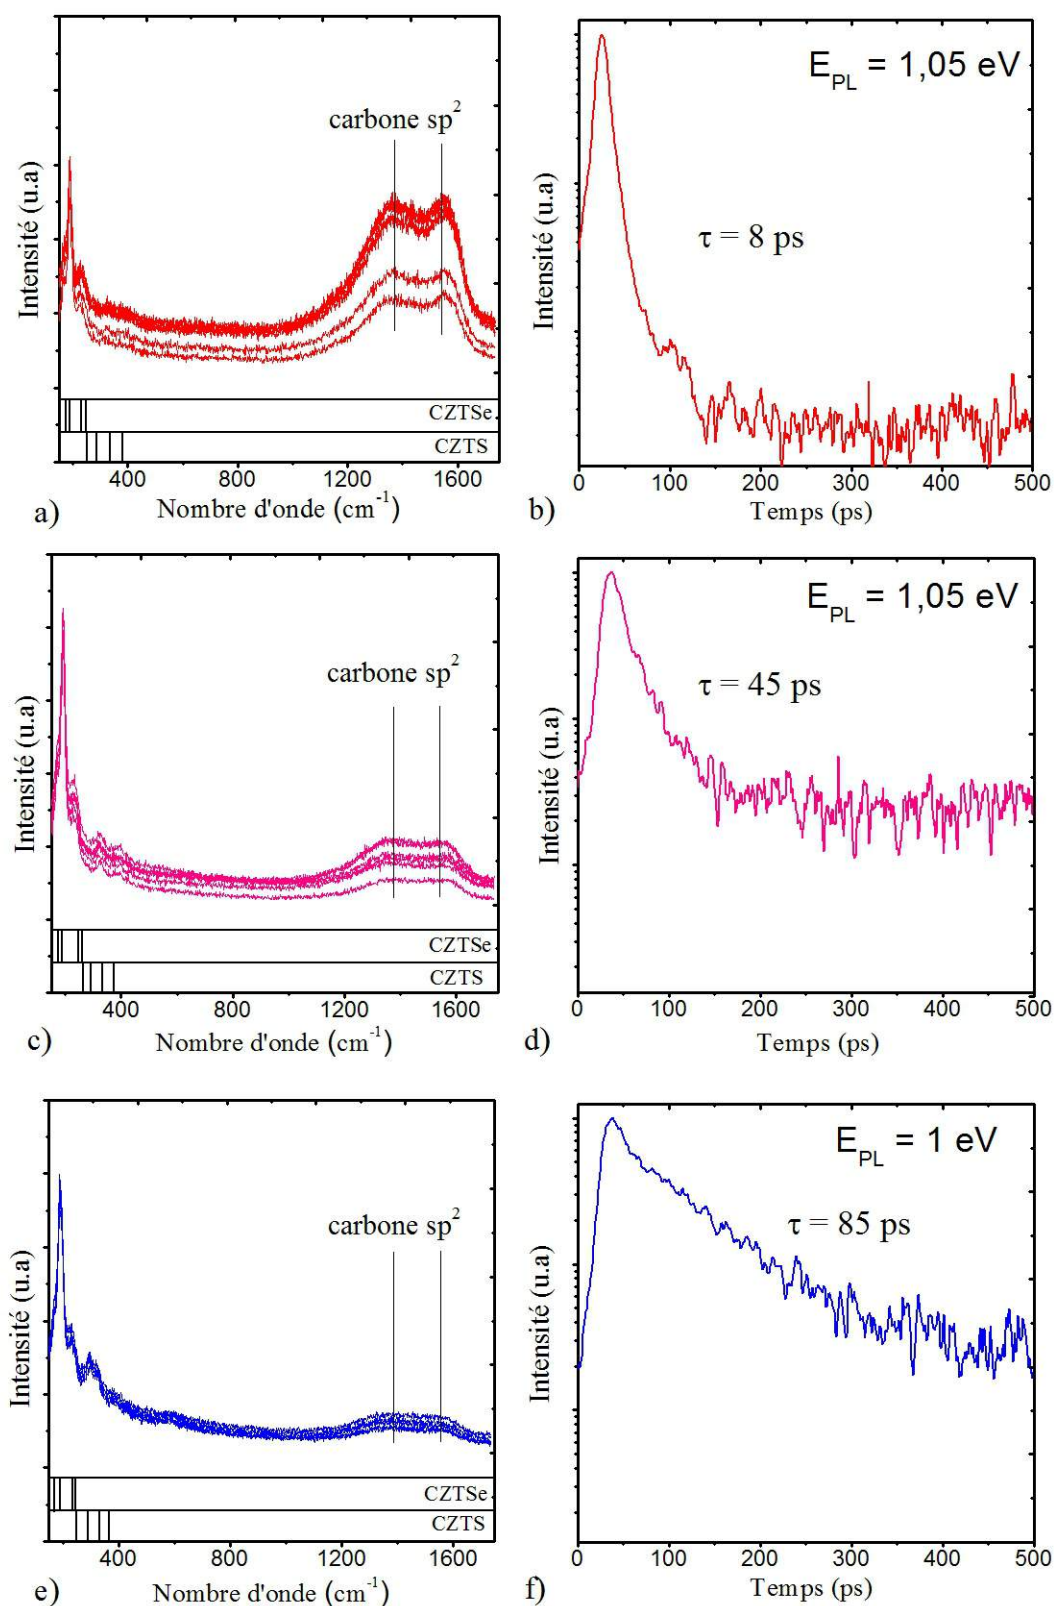 carbone sp²
Intensité (u.a)
CZTSe
CZTS
400 800 1200 1600
Nombre d'onde (cm⁻¹)
a)
E_PL = 1,05 eV
τ = 8 ps
Intensité (u.a)
0 100 200 300 400 500
Temps (ps)
b)
carbone sp²
Intensité (u.a)
CZTSe
CZTS
400 800 1200 1600
Nombre d'onde (cm⁻¹)
c)
E_PL = 1,05 eV
τ = 45 ps
Intensité (u.a)
0 100 200 300 400 500
Temps (ps)
d)
carbone sp²
Intensité (u.a)
CZTSe
CZTS
400 800 1200 1600
Nombre d'onde (cm⁻¹)
e)
E_PL = 1 eV
τ = 85 ps
Intensité (u.a)
0 100 200 300 400 500
Temps (ps)
f)